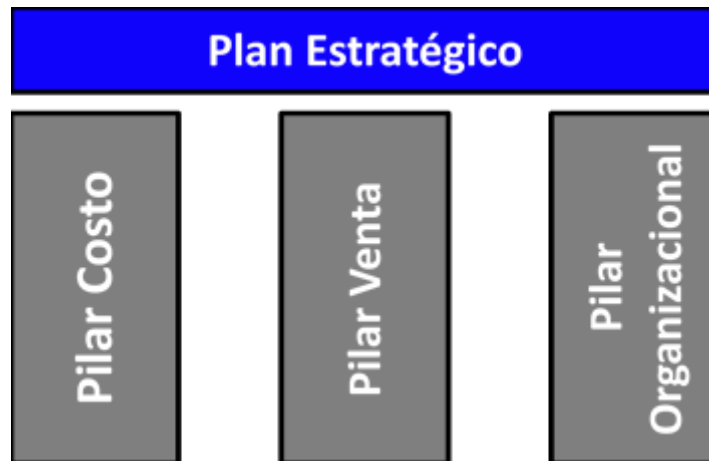 Plan Estratégico
Pilar Costo
Pilar Venta
Pilar
Organizacional